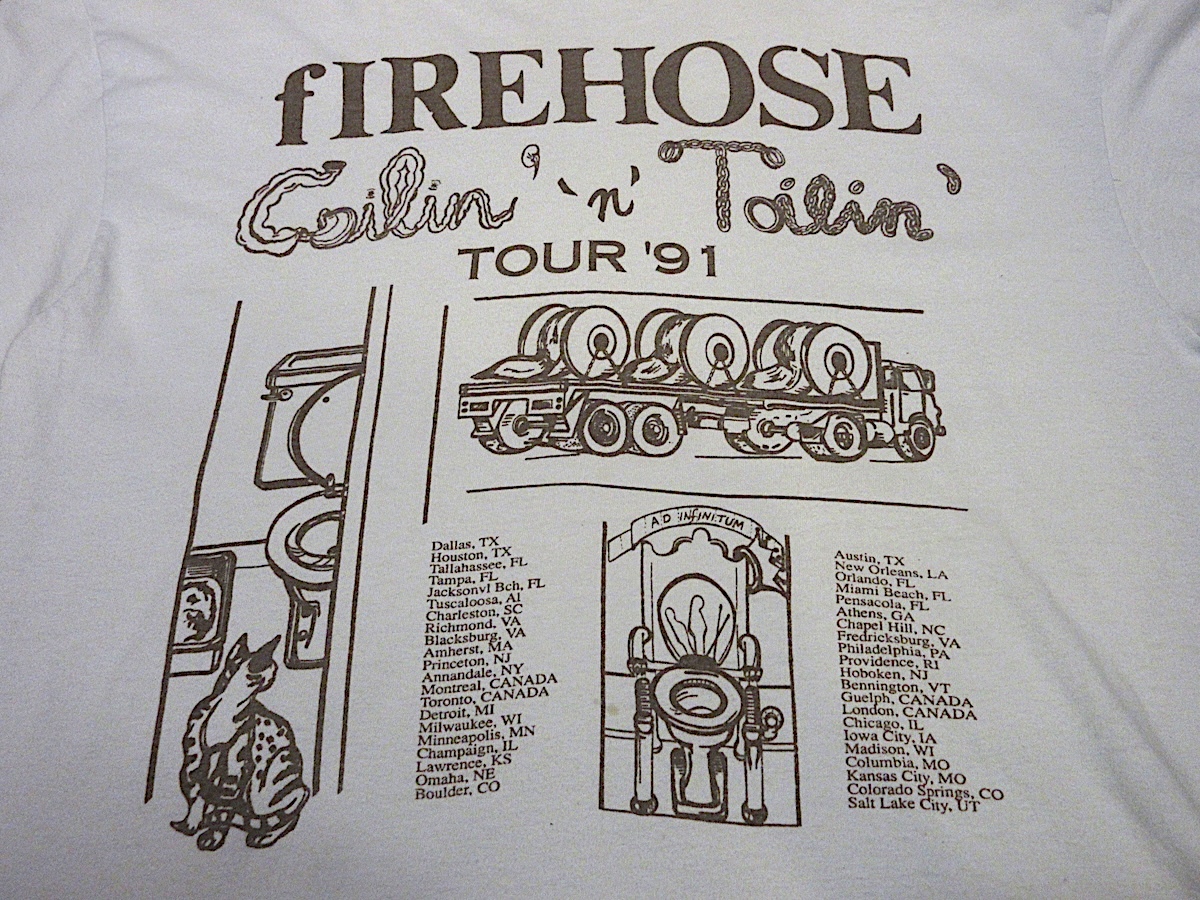 fIREHOSE
Coilin' 'n' Toilin'
TOUR '91
AD INFINITUM
Dallas, TX
Houston, TX
Tallahassee, FL
Tampa, FL
Jacksonvl Bch, FL
Tuscaloosa, Al
Charleston, SC
Richmond, VA
Blacksburg, VA
Amherst, MA
Princeton, NJ
Annandale, NY
Montreal, CANADA
Toronto, CANADA
Detroit, MI
Milwaukee, WI
Minneapolis, MN
Champaign, IL
Lawrence, KS
Omaha, NE
Boulder, CO
Austin, TX
New Orleans, LA
Orlando, FL
Miami Beach, FL
Pensacola, FL
Athens, GA
Chapel Hill, NC
Fredricksburg, VA
Philadelphia, PA
Providence, RI
Hoboken, NJ
Bennington, VT
Guelph, CANADA
London, CANADA
Chicago, IL
Iowa City, IA
Madison, WI
Columbia, MO
Kansas City, MO
Colorado Springs, CO
Salt Lake City, UT